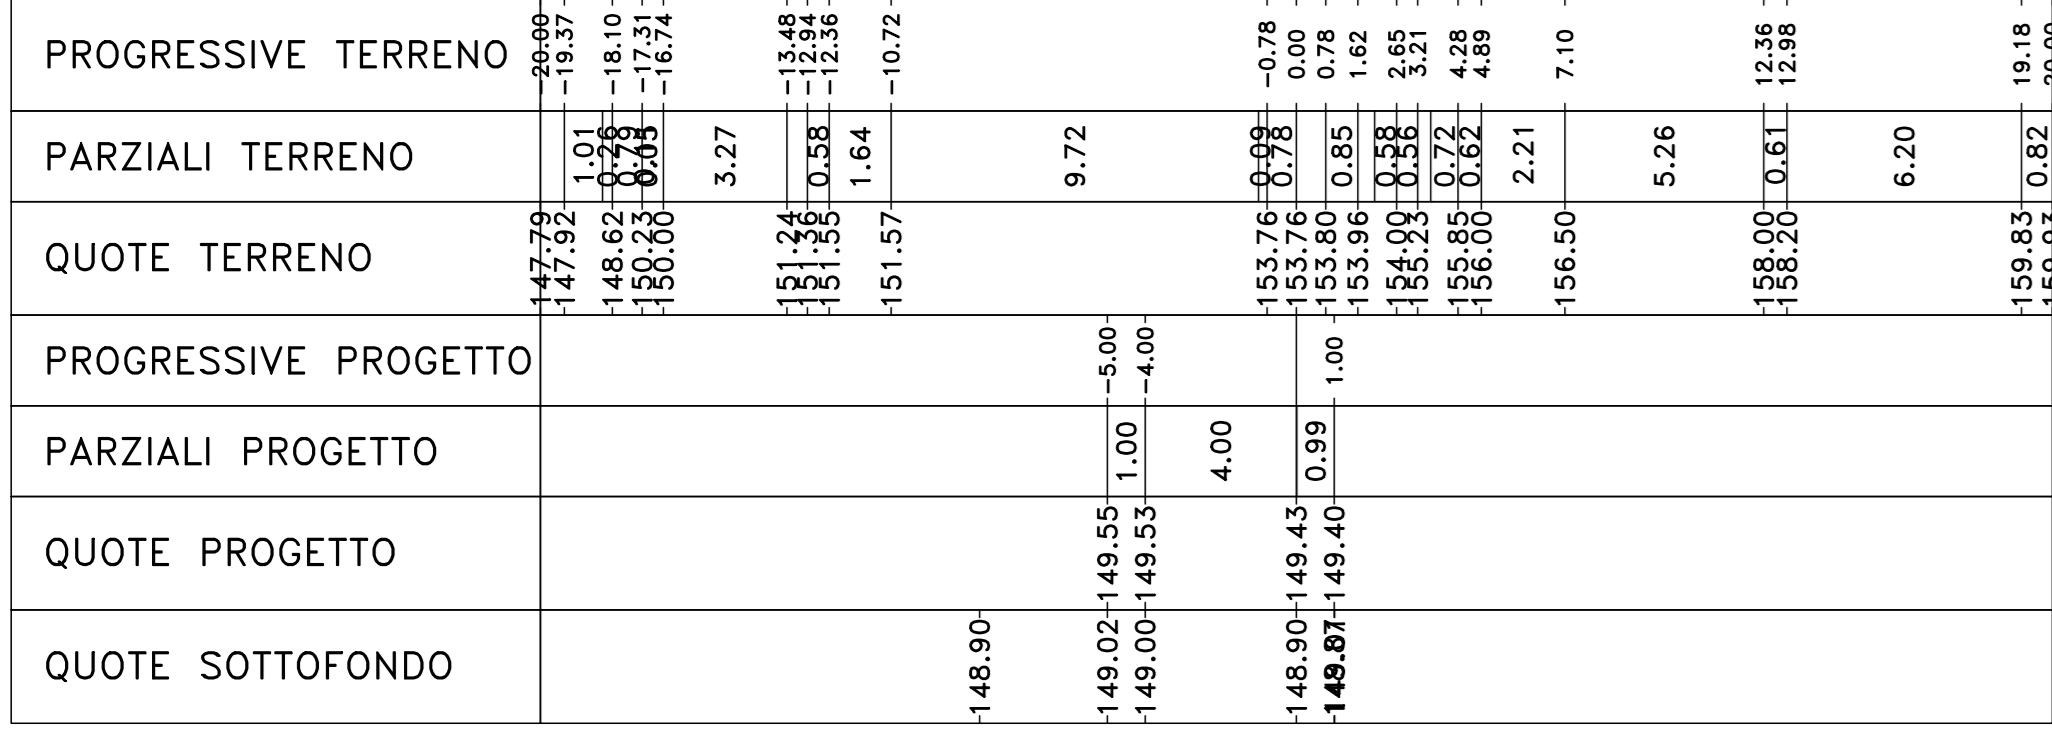 PROGRESSIVE TERRENO -20.00 -19.37 -18.10 -17.31 -16.74 -13.48 -12.94 -12.36 -10.72 -0.78 0.00 0.78 1.62 2.65 3.21 4.28 4.89 7.10 12.36 12.98 19.18
PARZIALI TERRENO 1.01 0.26 0.79 3.27 0.58 1.64 9.72 0.09 0.78 0.85 0.58 0.56 0.72 0.62 2.21 5.26 0.61 6.20 0.82
QUOTE TERRENO 147.79 147.92 148.62 150.23 150.00 151.24 151.36 151.55 151.57 153.76 153.76 153.80 153.96 154.00 155.23 155.85 156.00 156.50 158.00 158.20 159.83
PROGRESSIVE PROGETTO -5.00 -4.00 1.00
PARZIALI PROGETTO 1.00 4.00 0.99
QUOTE PROGETTO 149.55 149.53 149.43 149.40
QUOTE SOTTOFONDO 148.90 149.02 149.00 148.90